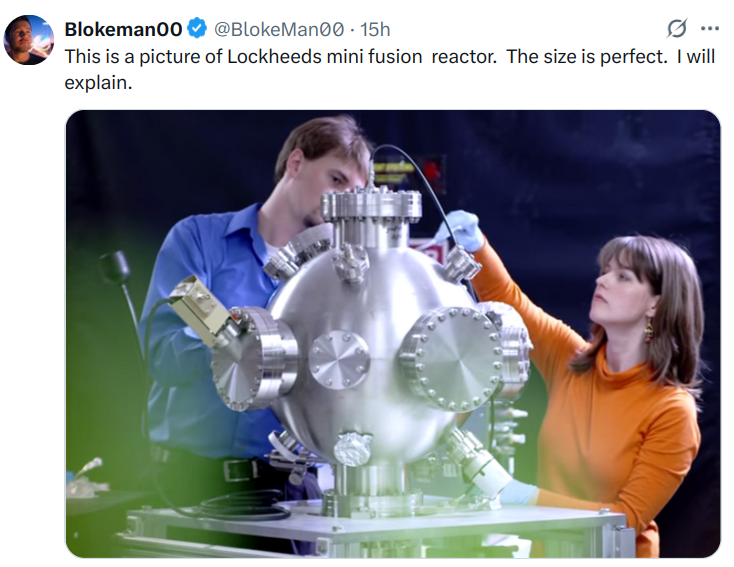 Blokeman00 @BlokeMan00 · 15h
This is a picture of Lockheeds mini fusion  reactor.  The size is perfect.  I will
explain.